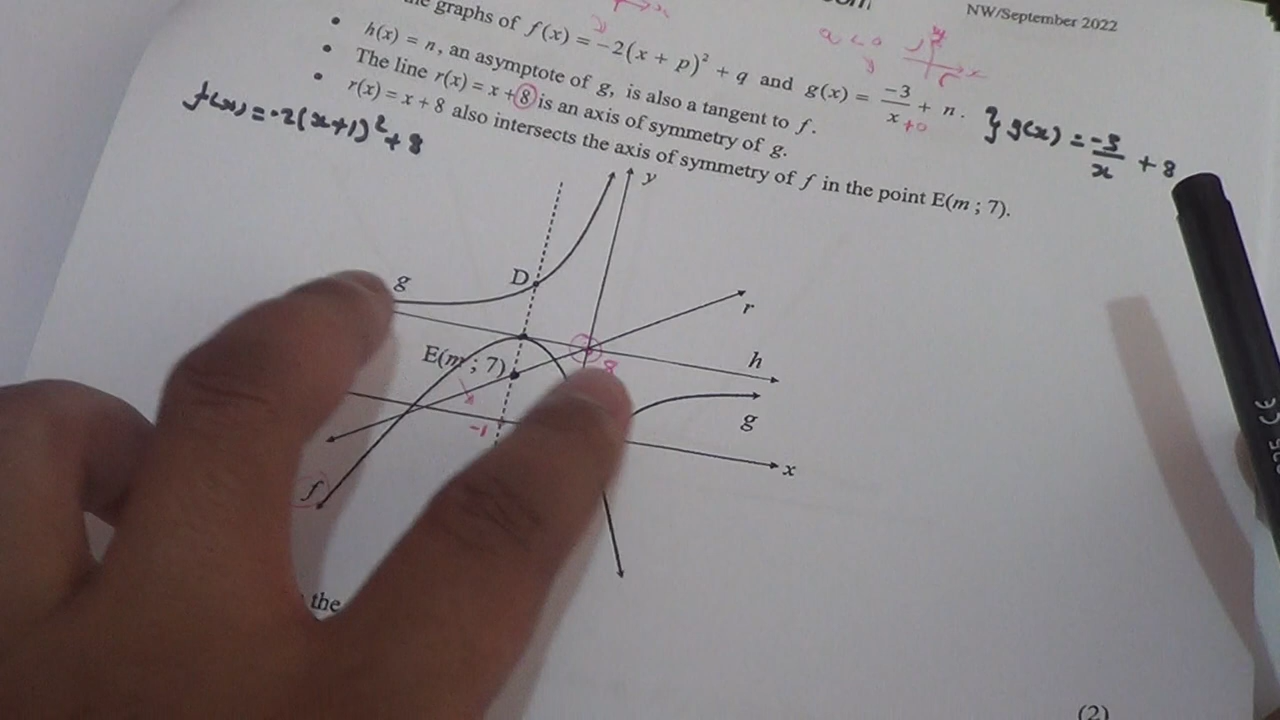 NW/September 2022
graphs of f(x) = -2(x + p)² + q and g(x) = -3/x + n.
h(x) = n, an asymptote of g, is also a tangent to f.
The line r(x) = x + 8 is an axis of symmetry of g.
r(x) = x + 8 also intersects the axis of symmetry of f in the point E(m ; 7).
a < 0
+0
} g(x) = -3/x + 8
f(x) = -2(x+1)² + 8
y
g
D
r
E(m ; 7)
h
8
g
-1
x
f
the
(2)